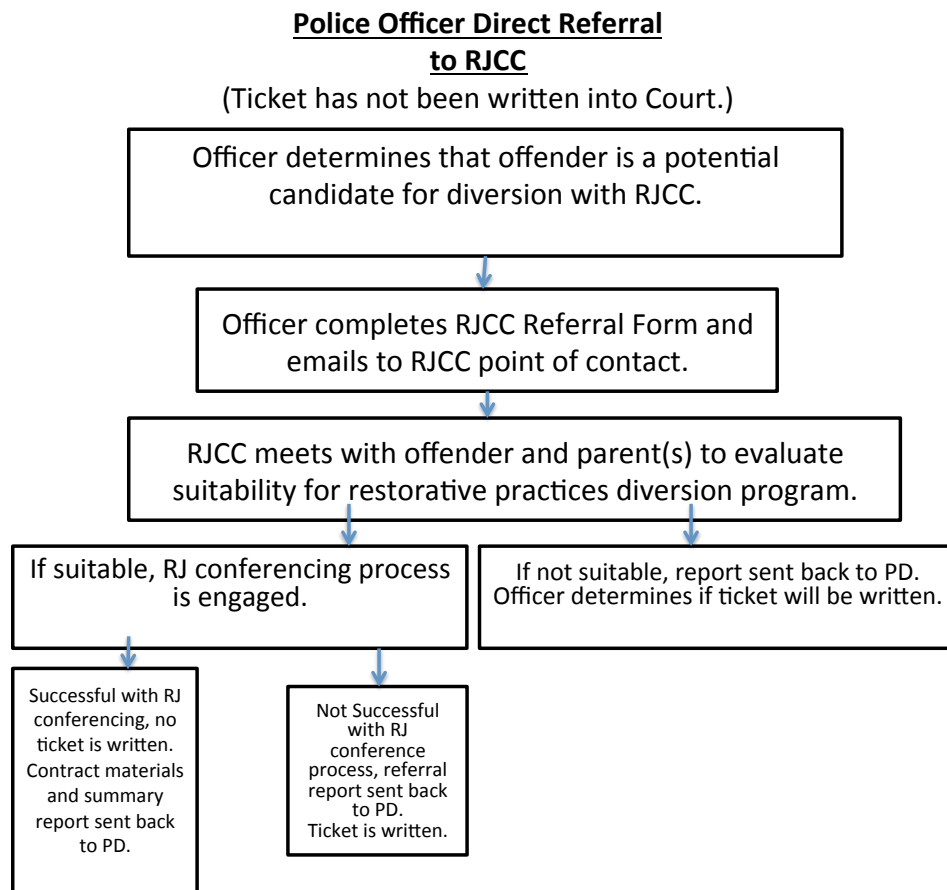 Police Officer Direct Referral
to RJCC
(Ticket has not been written into Court.)
Officer determines that offender is a potential
candidate for diversion with RJCC.
Officer completes RJCC Referral Form and
emails to RJCC point of contact.
RJCC meets with offender and parent(s) to evaluate
suitability for restorative practices diversion program.
If suitable, RJ conferencing process
is engaged.
If not suitable, report sent back to PD.
Officer determines if ticket will be written.
Successful with RJ
conferencing, no
ticket is written.
Contract materials
and summary
report sent back
to PD.
Not Successful
with RJ
conference
process, referral
report sent back
to PD.
Ticket is written.